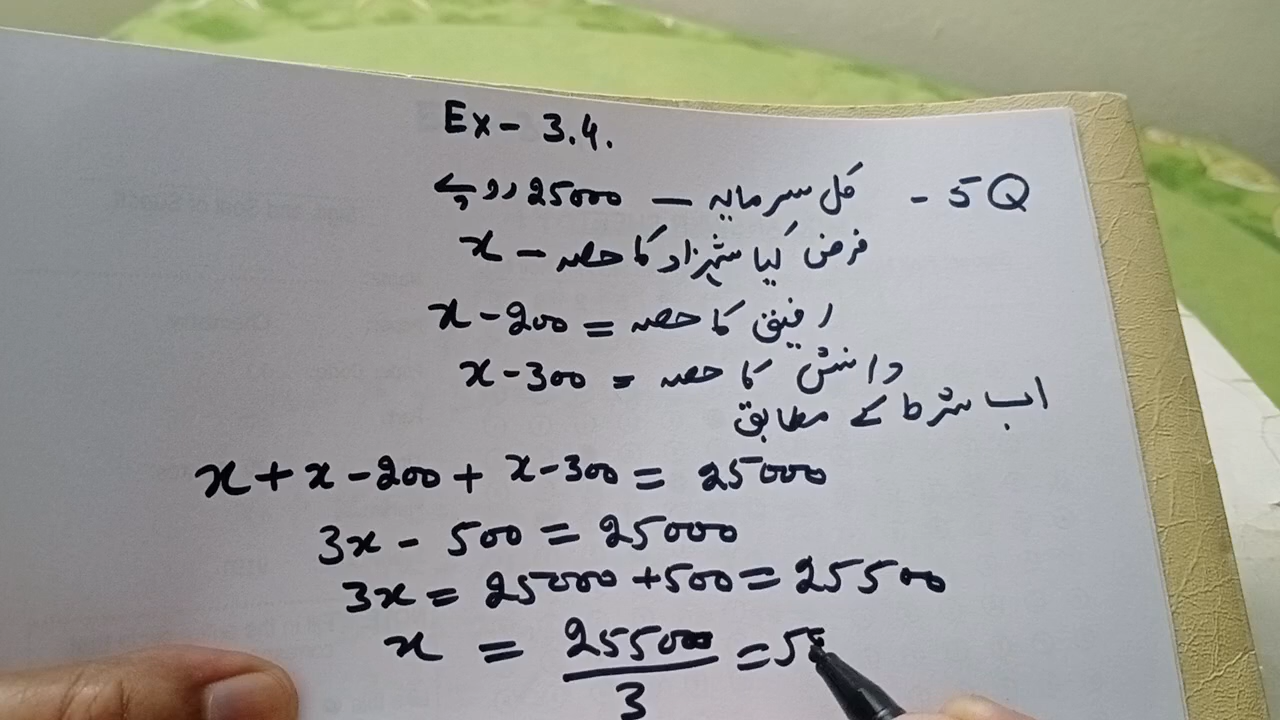 Ex - 3.4.
5Q - کل سرمایہ — 25000 روپے
فرض کیا شہزاد کا حصہ — x
رفیق کا حصہ = x - 200
دانش کا حصہ = x - 300
اب شرط کے مطابق
x + x - 200 + x - 300 = 25000
3x - 500 = 25000
3x = 25000 + 500 = 25500
x = 25500/3 = 5